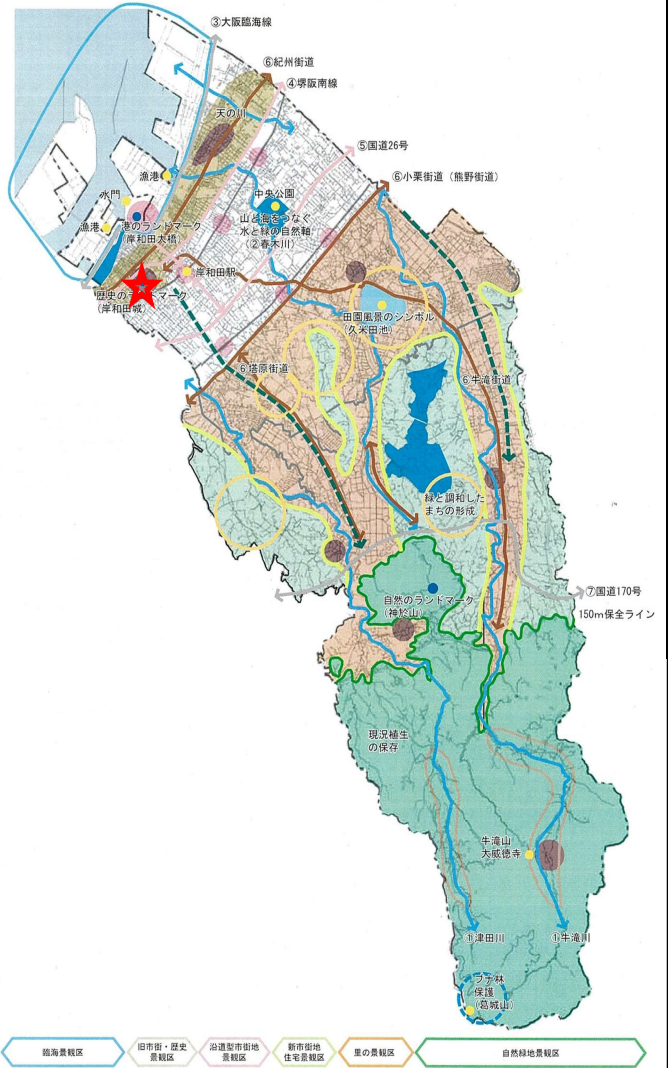 ③大阪臨海線
⑥紀州街道
④堺阪南線
天の川
⑤国道26号
漁港
⑥小栗街道（熊野街道）
水門
中央公園
漁港
港のランドマーク
（岸和田大橋）
山と海をつなぐ
水と緑の自然軸
（②春木川）
岸和田駅
歴史のランドマーク
（岸和田城）
田園風景のシンボル
（久米田池）
6 塔原街道
6 牛滝街道
緑と調和した
まちの形成
⑦国道170号
自然のランドマーク
（神於山）
150m保全ライン
現況植生
の保存
牛滝山
大威徳寺
①津田川
①牛滝川
ブナ林
保護
（葛城山）
臨海景観区
旧市街・歴史
景観区
沿道型市街地
景観区
新市街地
住宅景観区
里の景観区
自然緑地景観区